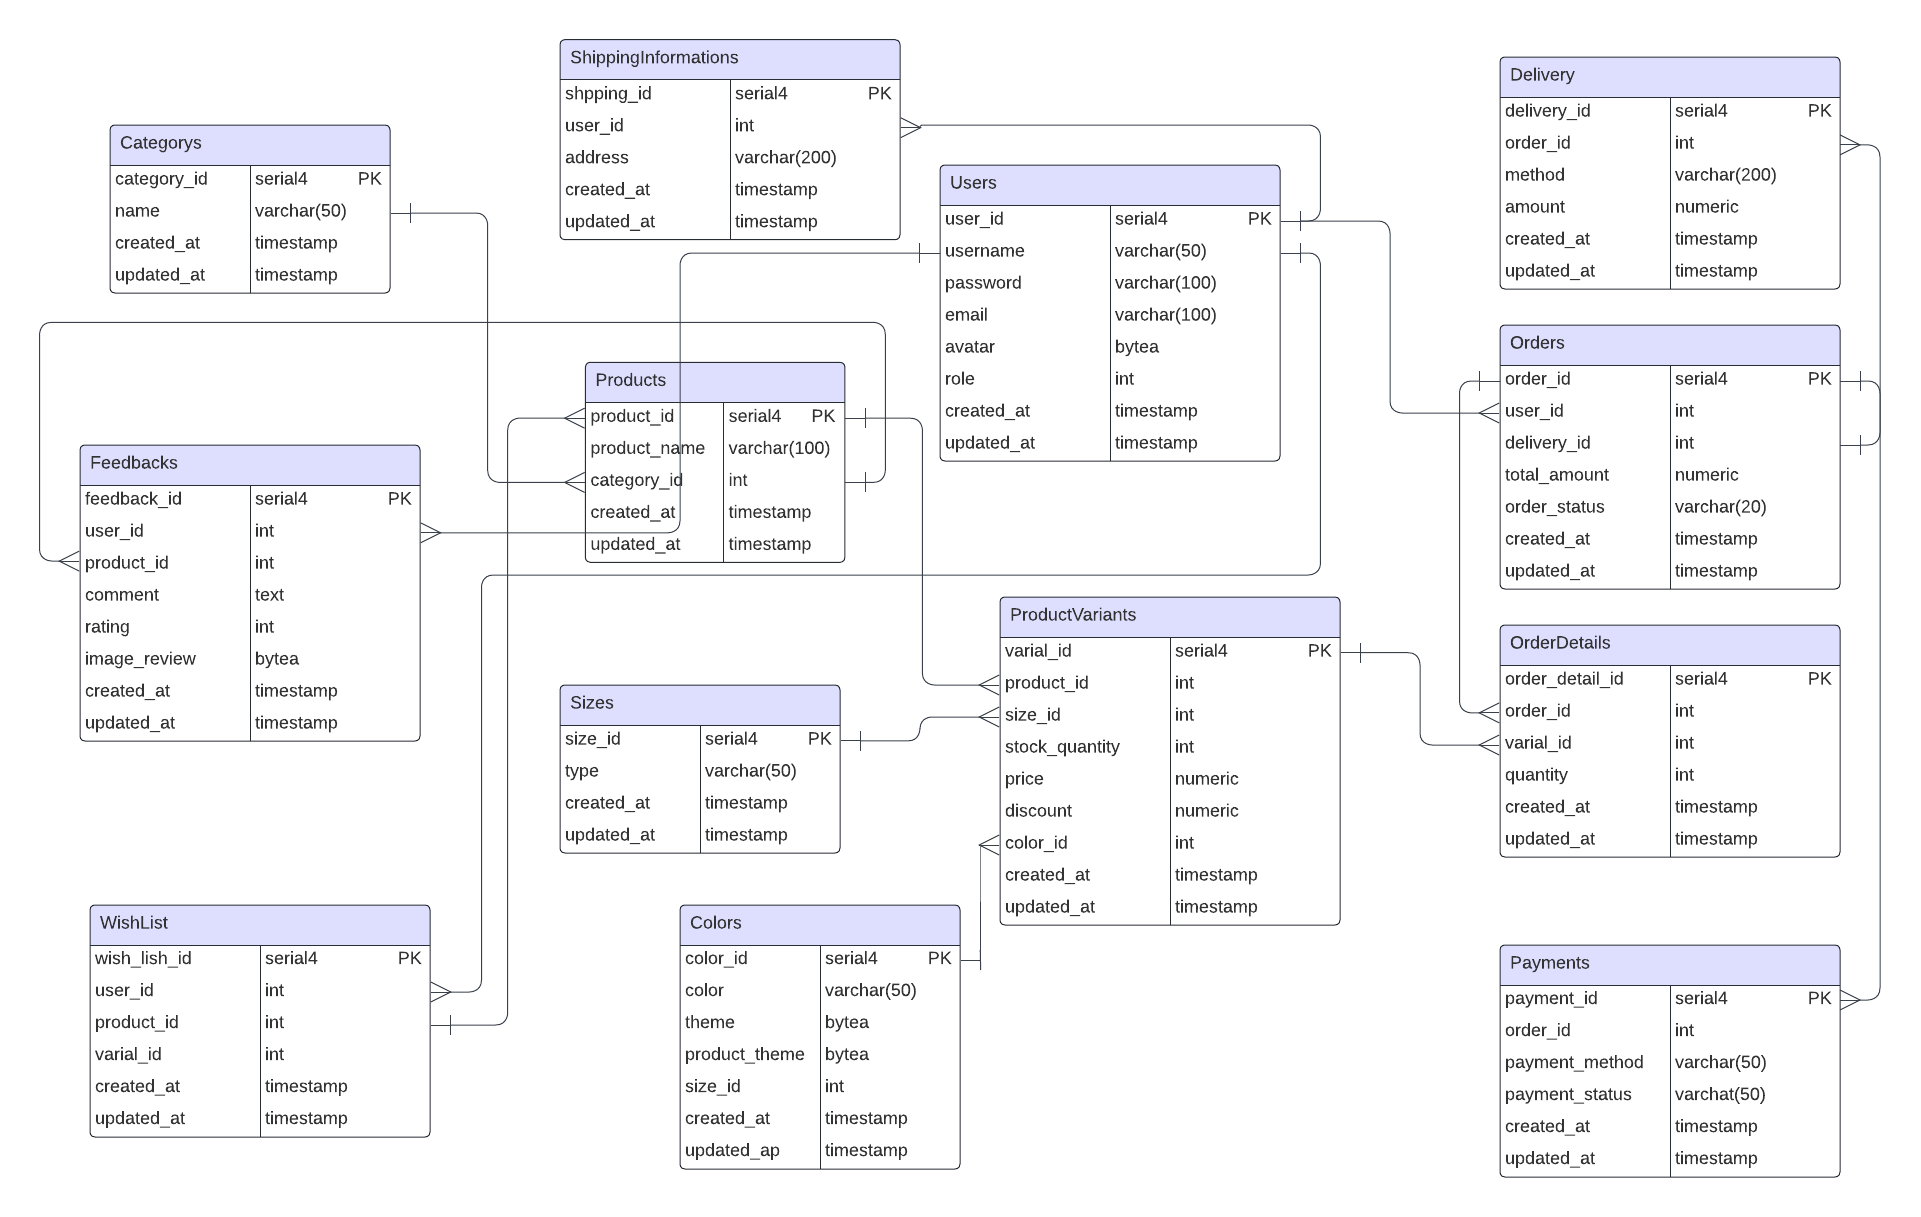 ShippingInformations
shpping_id serial4 PK
user_id int
address varchar(200)
created_at timestamp
updated_at timestamp
Delivery
delivery_id serial4 PK
order_id int
method varchar(200)
amount numeric
created_at timestamp
updated_at timestamp
Categorys
category_id serial4 PK
name varchar(50)
created_at timestamp
updated_at timestamp
Users
user_id serial4 PK
username varchar(50)
password varchar(100)
email varchar(100)
avatar bytea
role int
created_at timestamp
updated_at timestamp
Orders
order_id serial4 PK
user_id int
delivery_id int
total_amount numeric
order_status varchar(20)
created_at timestamp
updated_at timestamp
Products
product_id serial4 PK
product_name varchar(100)
category_id int
created_at timestamp
updated_at timestamp
Feedbacks
feedback_id serial4 PK
user_id int
product_id int
comment text
rating int
image_review bytea
created_at timestamp
updated_at timestamp
ProductVariants
varial_id serial4 PK
product_id int
size_id int
stock_quantity int
price numeric
discount numeric
color_id int
created_at timestamp
updated_at timestamp
OrderDetails
order_detail_id serial4 PK
order_id int
varial_id int
quantity int
created_at timestamp
updated_at timestamp
Sizes
size_id serial4 PK
type varchar(50)
created_at timestamp
updated_at timestamp
WishList
wish_lish_id serial4 PK
user_id int
product_id int
varial_id int
created_at timestamp
updated_at timestamp
Colors
color_id serial4 PK
color varchar(50)
theme bytea
product_theme bytea
size_id int
created_at timestamp
updated_ap timestamp
Payments
payment_id serial4 PK
order_id int
payment_method varchar(50)
payment_status varchat(50)
created_at timestamp
updated_at timestamp